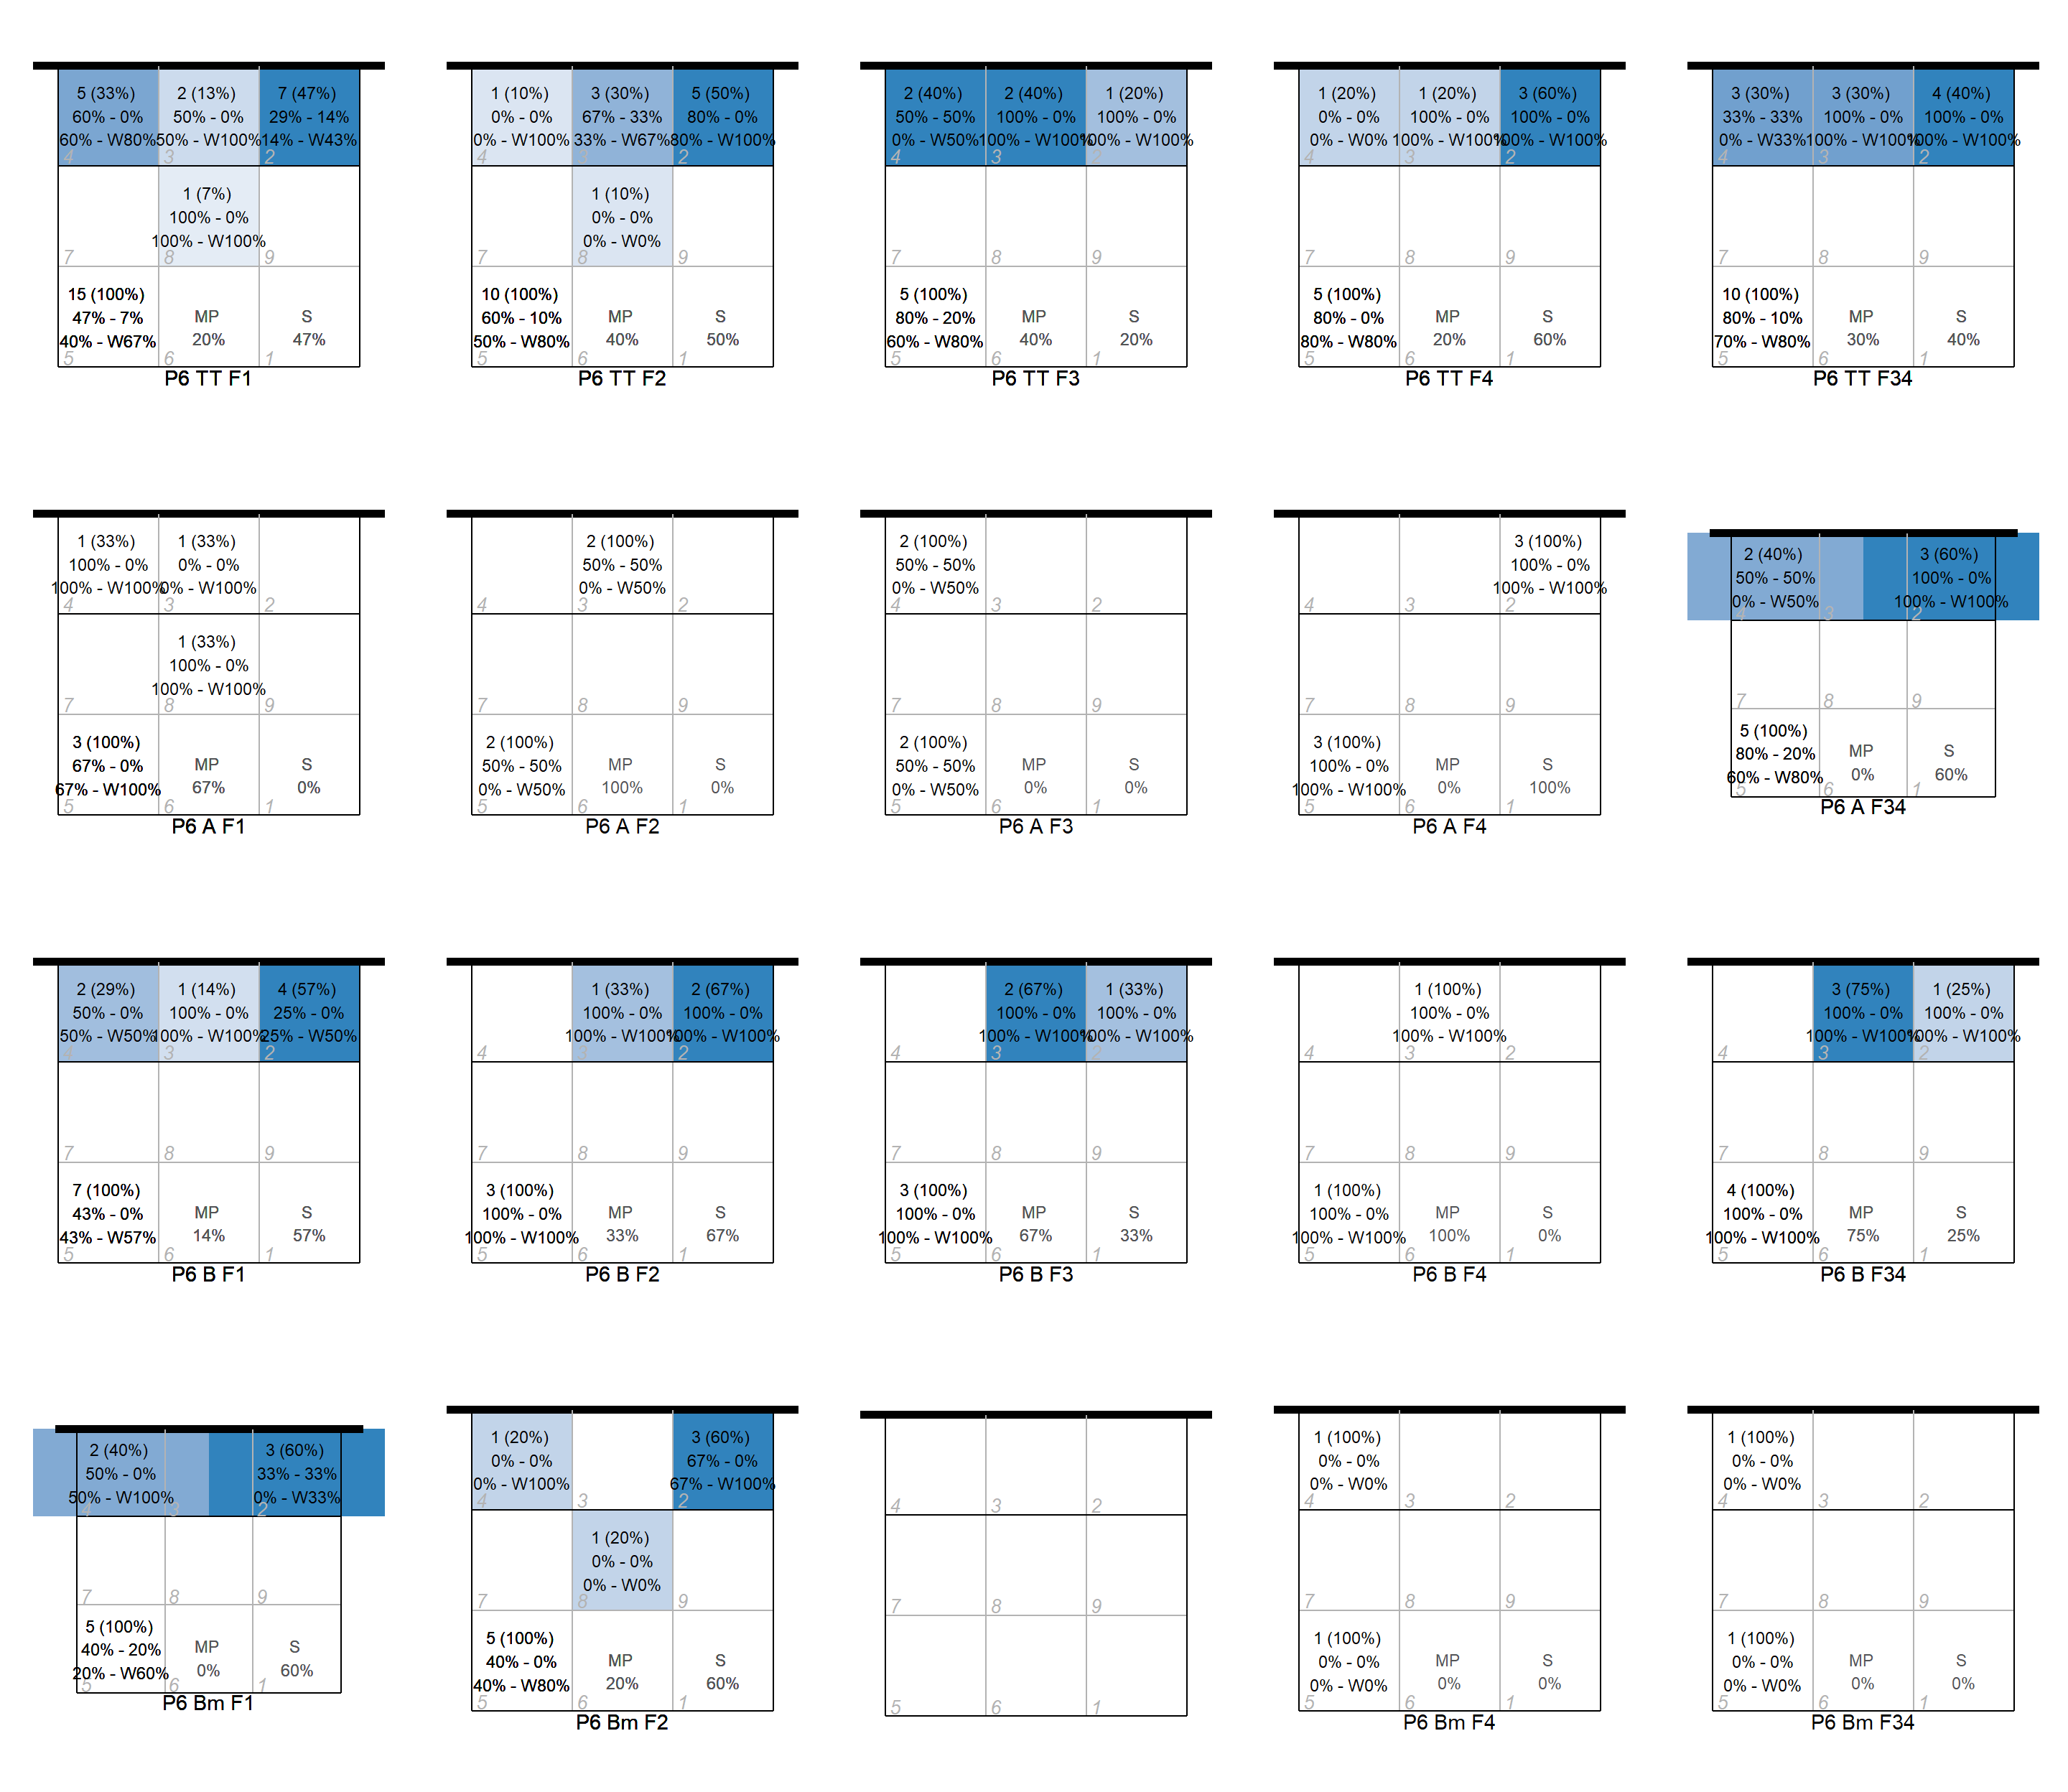 5 (33%)
60% - 0%
60% - W80%
4
2 (13%)
50% - 0%
50% - W100%
3
7 (47%)
29% - 14%
14% - W43%
2
7
1 (7%)
100% - 0%
100% - W100%
8
9
15 (100%)
47% - 7%
40% - W67%
5
MP
20%
6
S
47%
1
P6 TT F1
1 (10%)
0% - 0%
0% - W100%
4
3 (30%)
67% - 33%
33% - W67%
3
5 (50%)
80% - 0%
80% - W100%
2
7
1 (10%)
0% - 0%
0% - W0%
8
9
10 (100%)
60% - 10%
50% - W80%
5
MP
40%
6
S
50%
1
P6 TT F2
2 (40%)
50% - 50%
0% - W50%
4
2 (40%)
100% - 0%
100% - W100%
3
1 (20%)
100% - 0%
100% - W100%
2
7
8
9
5 (100%)
80% - 20%
60% - W80%
5
MP
40%
6
S
20%
1
P6 TT F3
1 (20%)
0% - 0%
0% - W0%
4
1 (20%)
100% - 0%
100% - W100%
3
3 (60%)
100% - 0%
100% - W100%
2
7
8
9
5 (100%)
80% - 0%
80% - W80%
5
MP
20%
6
S
60%
1
P6 TT F4
3 (30%)
33% - 33%
0% - W33%
4
3 (30%)
100% - 0%
100% - W100%
3
4 (40%)
100% - 0%
100% - W100%
2
7
8
9
10 (100%)
80% - 10%
70% - W80%
5
MP
30%
6
S
40%
1
P6 TT F34
1 (33%)
100% - 0%
100% - W100%
4
1 (33%)
0% - 0%
0% - W100%
3
2
7
1 (33%)
100% - 0%
100% - W100%
8
9
3 (100%)
67% - 0%
67% - W100%
5
MP
67%
6
S
0%
1
P6 A F1
4
2 (100%)
50% - 50%
0% - W50%
3
2
7
8
9
2 (100%)
50% - 50%
0% - W50%
5
MP
100%
6
S
0%
1
P6 A F2
2 (100%)
50% - 50%
0% - W50%
4
3
2
7
8
9
2 (100%)
50% - 50%
0% - W50%
5
MP
0%
6
S
0%
1
P6 A F3
4
3
3 (100%)
100% - 0%
100% - W100%
2
7
8
9
3 (100%)
100% - 0%
100% - W100%
5
MP
0%
6
S
100%
1
P6 A F4
2 (40%)
50% - 50%
0% - W50%
4
3
3 (60%)
100% - 0%
100% - W100%
2
7
8
9
5 (100%)
80% - 20%
60% - W80%
5
MP
0%
6
S
60%
1
P6 A F34
2 (29%)
50% - 0%
50% - W50%
4
1 (14%)
100% - 0%
100% - W100%
3
4 (57%)
25% - 0%
25% - W50%
2
7
8
9
7 (100%)
43% - 0%
43% - W57%
5
MP
14%
6
S
57%
1
P6 B F1
4
1 (33%)
100% - 0%
100% - W100%
3
2 (67%)
100% - 0%
100% - W100%
2
7
8
9
3 (100%)
100% - 0%
100% - W100%
5
MP
33%
6
S
67%
1
P6 B F2
4
2 (67%)
100% - 0%
100% - W100%
3
1 (33%)
100% - 0%
100% - W100%
2
7
8
9
3 (100%)
100% - 0%
100% - W100%
5
MP
67%
6
S
33%
1
P6 B F3
4
1 (100%)
100% - 0%
100% - W100%
3
2
7
8
9
1 (100%)
100% - 0%
100% - W100%
5
MP
100%
6
S
0%
1
P6 B F4
4
3 (75%)
100% - 0%
100% - W100%
3
1 (25%)
100% - 0%
100% - W100%
2
7
8
9
4 (100%)
100% - 0%
100% - W100%
5
MP
75%
6
S
25%
1
P6 B F34
2 (40%)
50% - 0%
50% - W100%
4
3
3 (60%)
33% - 33%
0% - W33%
2
7
8
9
5 (100%)
40% - 20%
20% - W60%
5
MP
0%
6
S
60%
1
P6 Bm F1
1 (20%)
0% - 0%
0% - W100%
4
3
3 (60%)
67% - 0%
67% - W100%
2
7
1 (20%)
0% - 0%
0% - W0%
8
9
5 (100%)
40% - 0%
40% - W80%
5
MP
20%
6
S
60%
1
P6 Bm F2
4
3
2
7
8
9
5
6
1
1 (100%)
0% - 0%
0% - W0%
4
3
2
7
8
9
1 (100%)
0% - 0%
0% - W0%
5
MP
0%
6
S
0%
1
P6 Bm F4
1 (100%)
0% - 0%
0% - W0%
4
3
2
7
8
9
1 (100%)
0% - 0%
0% - W0%
5
MP
0%
6
S
0%
1
P6 Bm F34